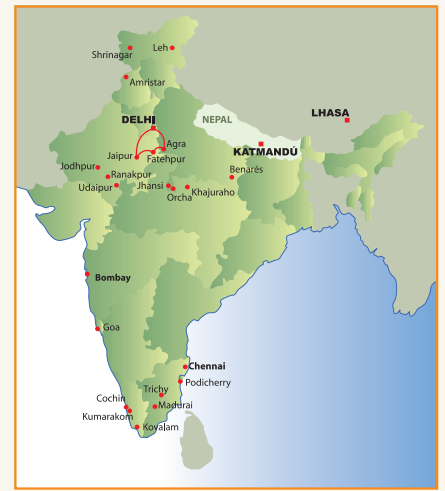 Leh
Shrinagar
Amristar
LHASA
DELHI
NEPAL
Agra
KATMANDÚ
Jaipur
Fatehpur
Jodhpur
Benarés
Ranakpur
Udaipur
Jhansi
Khajuraho
Orcha
Bombay
Goa
Chennai
Podicherry
Trichy
Cochin
Madurai
Kumarakom
Koyalam